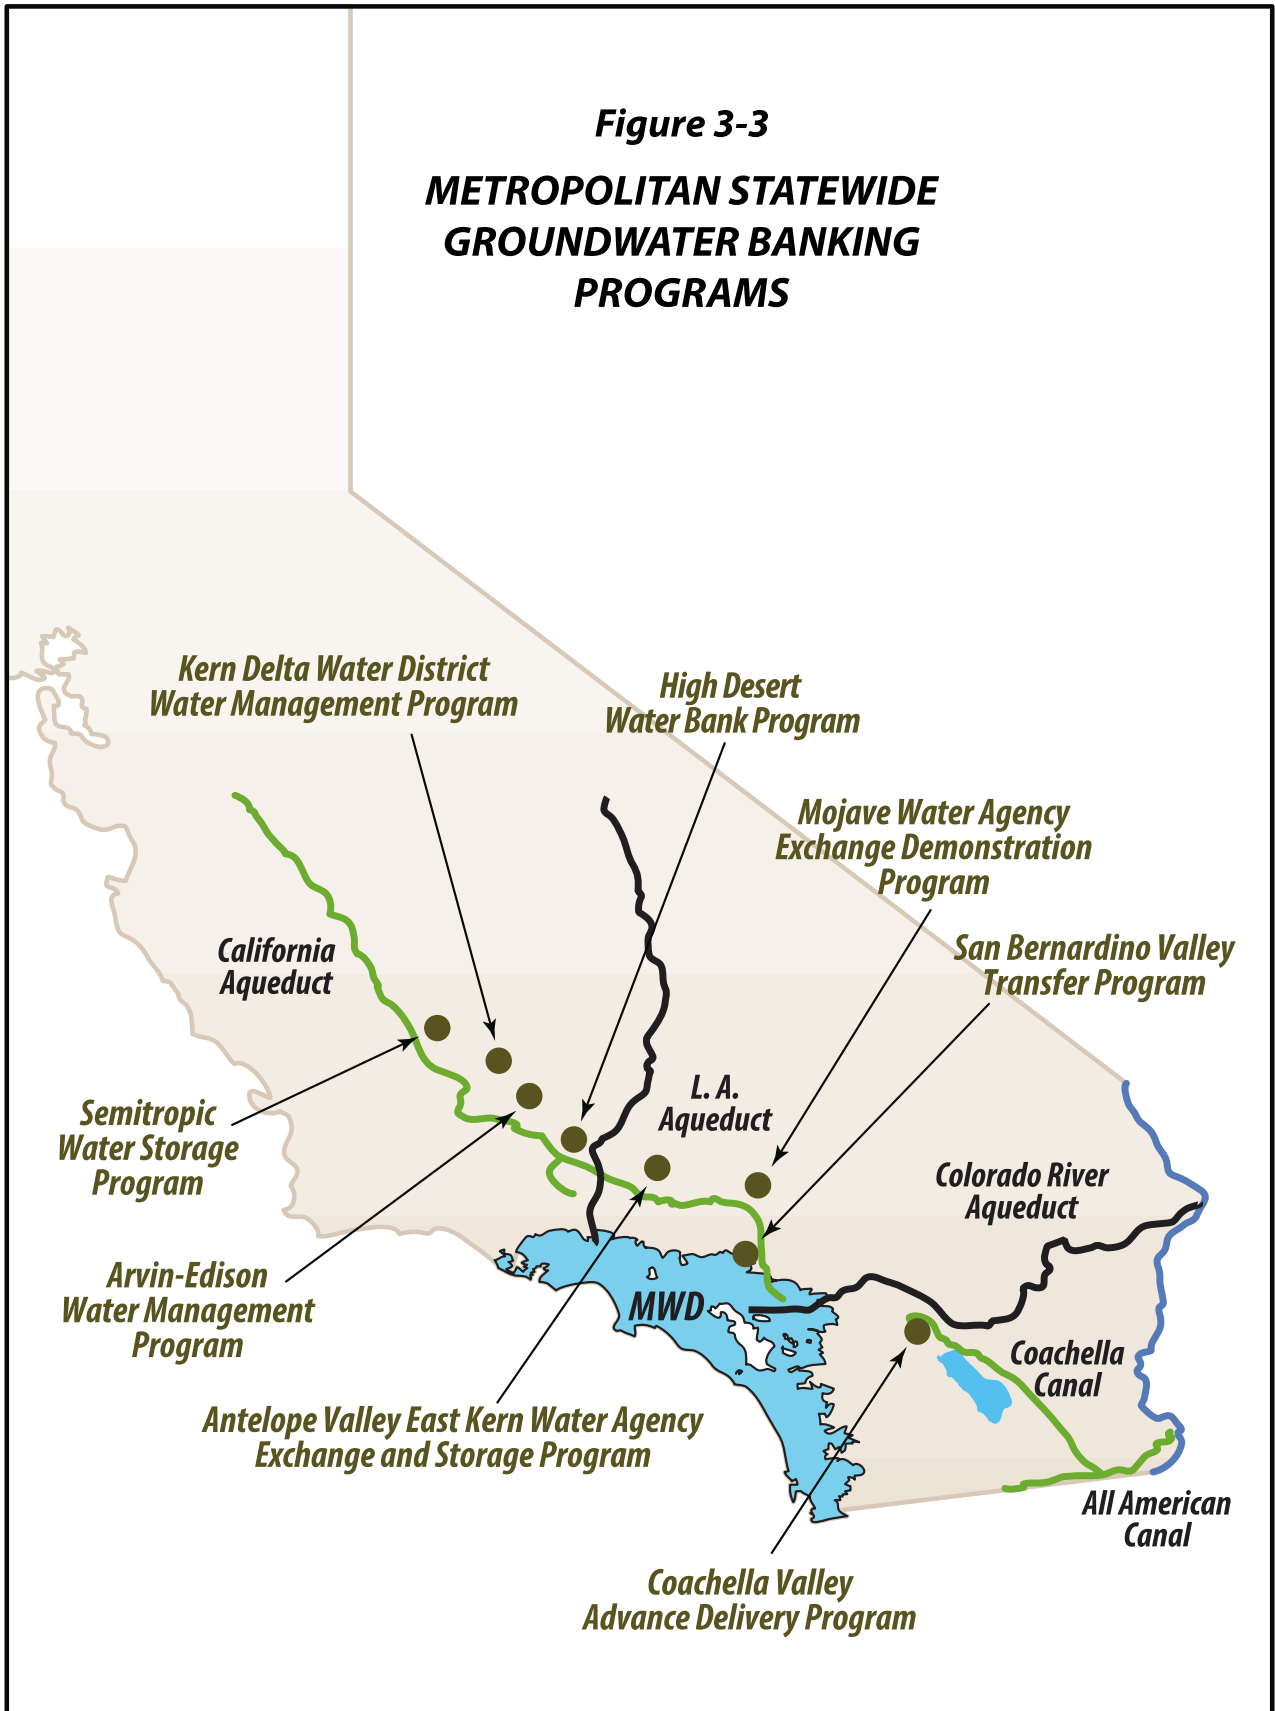 Figure 3-3
METROPOLITAN STATEWIDE
GROUNDWATER BANKING
PROGRAMS
Kern Delta Water District
Water Management Program
High Desert
Water Bank Program
Mojave Water Agency
Exchange Demonstration
Program
San Bernardino Valley
Transfer Program
California
Aqueduct
L. A.
Aqueduct
Semitropic
Water Storage
Program
Colorado River
Aqueduct
Arvin-Edison
Water Management
Program
MWD
Coachella
Canal
Antelope Valley East Kern Water Agency
Exchange and Storage Program
All American
Canal
Coachella Valley
Advance Delivery Program